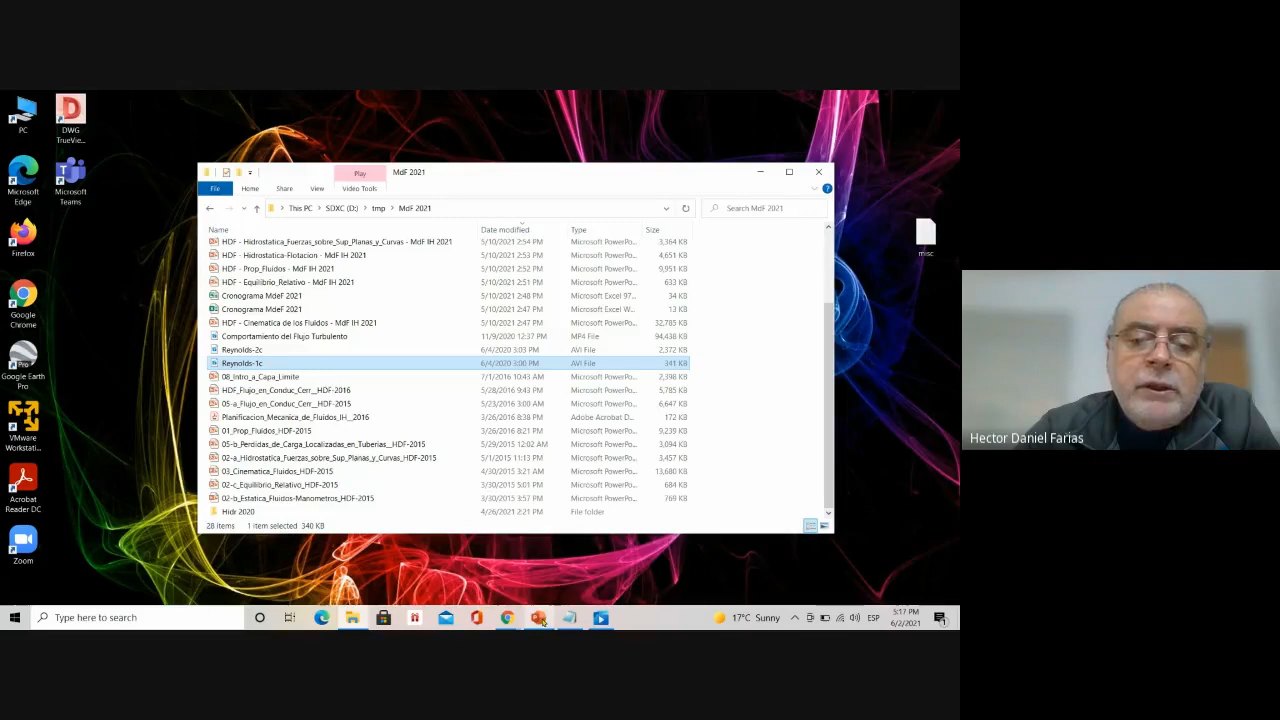 PC
DWG
TrueVie...
Microsoft
Edge
Microsoft
Teams
Firefox
Google
Chrome
Google Earth
Pro
VMware
Workstati...
Acrobat
Reader DC
Zoom
misc
Play
MdF 2021
File
Home
Share
View
Video Tools
This PC > SDXC (D:) > tmp > MdF 2021
Search MdF 2021
Name Date modified Type Size
HDF - Hidrostatica_Fuerzas_sobre_Sup_Planas_y_Curvas - MdF IH 2021 5/10/2021 2:54 PM Microsoft PowerPo... 3,364 KB
HDF - Hidrostatica-Flotacion - MdF IH 2021 5/10/2021 2:53 PM Microsoft PowerPo... 4,651 KB
HDF - Prop_Fluidos - MdF IH 2021 5/10/2021 2:52 PM Microsoft PowerPo... 9,951 KB
HDF - Equilibrio_Relativo - MdF IH 2021 5/10/2021 2:51 PM Microsoft PowerPo... 633 KB
Cronograma MdeF 2021 5/10/2021 2:48 PM Microsoft Excel 97... 34 KB
Cronograma MdeF 2021 5/10/2021 2:47 PM Microsoft Excel W... 13 KB
HDF - Cinematica de los Fluidos - MdF IH 2021 5/10/2021 2:47 PM Microsoft PowerPo... 32,785 KB
Comportamiento del Flujo Turbulento 11/9/2020 12:37 PM MP4 File 94,438 KB
Reynolds-2c 6/4/2020 3:03 PM AVI File 2,372 KB
Reynolds-1c 6/4/2020 3:00 PM AVI File 341 KB
08_Intro_a_Capa_Limite 7/1/2016 10:43 AM Microsoft PowerPo... 2,398 KB
HDF_Flujo_en_Conduc_Cerr__HDF-2016 5/28/2016 9:43 PM Microsoft PowerPo... 5,785 KB
05-a_Flujo_en_Conduc_Cerr__HDF-2015 5/23/2016 3:00 AM Microsoft PowerPo... 6,647 KB
Planificacion_Mecanica_de_Fluidos_IH__2016 3/26/2016 8:38 PM Adobe Acrobat D... 172 KB
01_Prop_Fluidos_HDF-2015 3/26/2016 8:21 PM Microsoft PowerPo... 9,239 KB
05-b_Perdidas_de_Carga_Localizadas_en_Tuberias__HDF-2015 5/29/2015 12:02 AM Microsoft PowerPo... 3,094 KB
02-a_Hidrostatica_Fuerzas_sobre_Sup_Planas_y_Curvas_HDF-2015 5/1/2015 11:13 PM Microsoft PowerPo... 3,457 KB
03_Cinematica_Fluidos_HDF-2015 4/30/2015 3:21 AM Microsoft PowerPo... 13,680 KB
02-c_Equilibrio_Relativo_HDF-2015 3/30/2015 5:01 PM Microsoft PowerPo... 684 KB
02-b_Estatica_Fluidos-Manometros_HDF-2015 3/30/2015 3:57 PM Microsoft PowerPo... 769 KB
Hidr 2020 4/26/2021 2:21 PM File folder
28 items 1 item selected 340 KB
Type here to search
17°C Sunny
ESP
5:17 PM
6/2/2021
Hector Daniel Farias